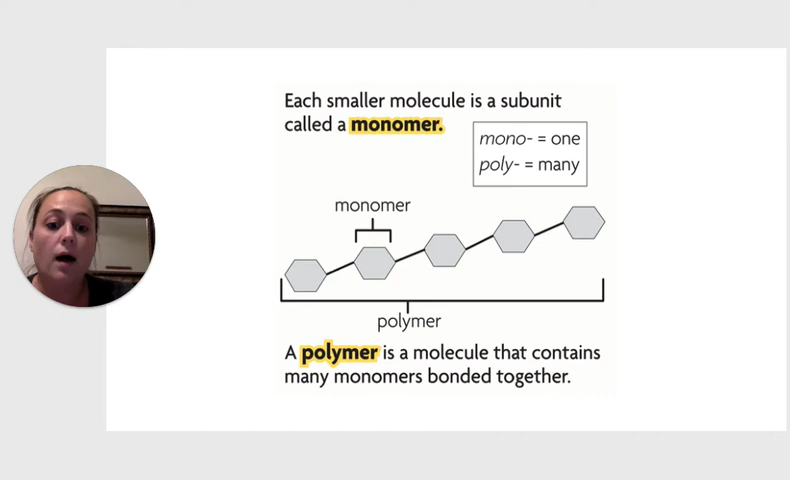 Each smaller molecule is a subunit
called a monomer.
mono- = one
poly- = many
monomer
polymer
A polymer is a molecule that contains
many monomers bonded together.